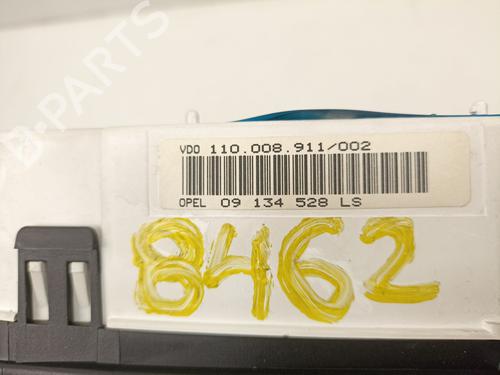 B-PARTS
VDO 110.008.911/002
OPEL 09 134 528 LS
8462